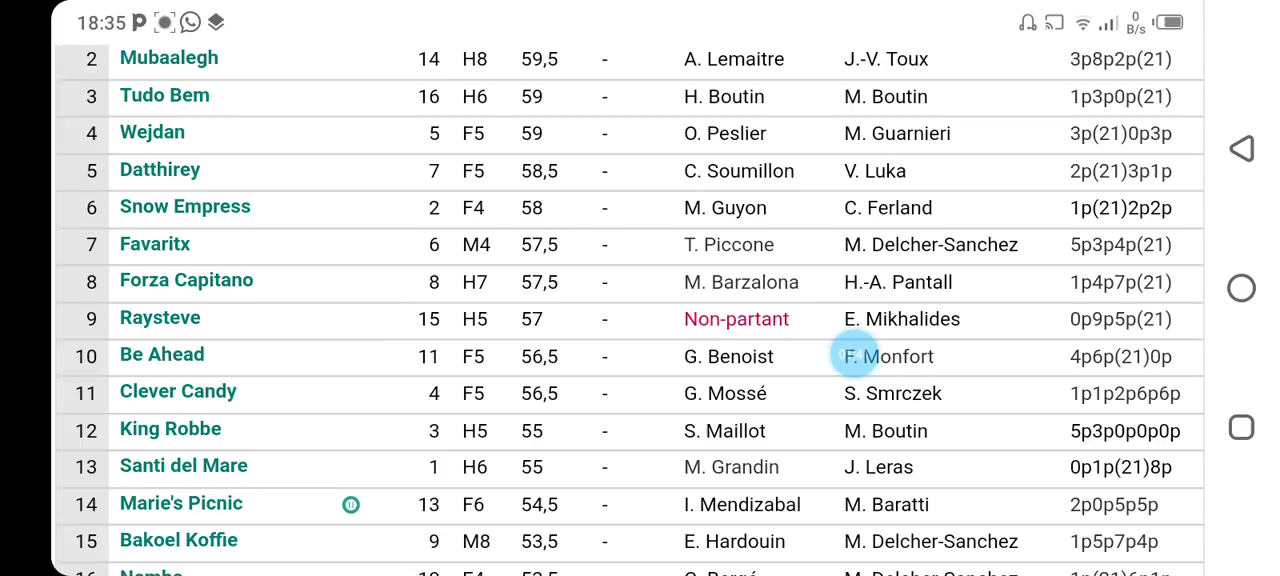 18:35 0 B/s
2 Mubaalegh 14 H8 59,5 - A. Lemaitre J.-V. Toux 3p8p2p(21)
3 Tudo Bem 16 H6 59 - H. Boutin M. Boutin 1p3p0p(21)
4 Wejdan 5 F5 59 - O. Peslier M. Guarnieri 3p(21)0p3p
5 Datthirey 7 F5 58,5 - C. Soumillon V. Luka 2p(21)3p1p
6 Snow Empress 2 F4 58 - M. Guyon C. Ferland 1p(21)2p2p
7 Favaritx 6 M4 57,5 - T. Piccone M. Delcher-Sanchez 5p3p4p(21)
8 Forza Capitano 8 H7 57,5 - M. Barzalona H.-A. Pantall 1p4p7p(21)
9 Raysteve 15 H5 57 Non-partant E. Mikhalides 0p9p5p(21)
10 Be Ahead 11 F5 56,5 - G. Benoist F. Monfort 4p6p(21)0p
11 Clever Candy 4 F5 56,5 - G. Mossé S. Smrczek 1p1p2p6p6p
12 King Robbe 3 H5 55 - S. Maillot M. Boutin 5p3p0p0p0p
13 Santi del Mare 1 H6 55 - M. Grandin J. Leras 0p1p(21)8p
14 Marie's Picnic 13 F6 54,5 - I. Mendizabal M. Baratti 2p0p5p5p
15 Bakoel Koffie 9 M8 53,5 - E. Hardouin M. Delcher-Sanchez 1p5p7p4p